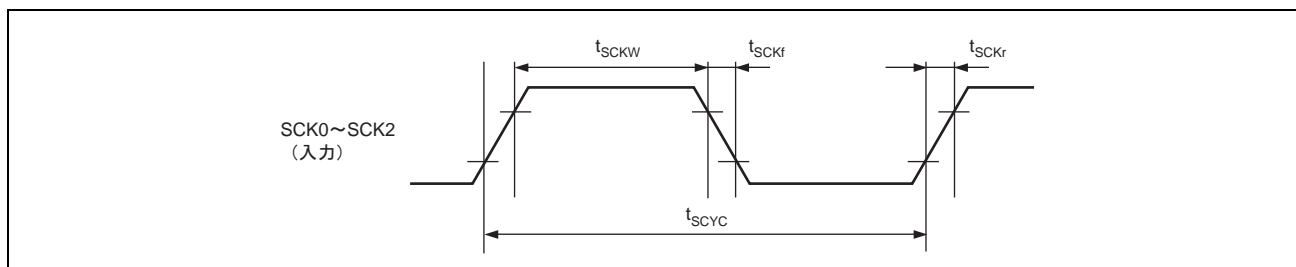 tSCKW
tSCKf
tSCKr
SCK0～SCK2
（入力）
tSCYC